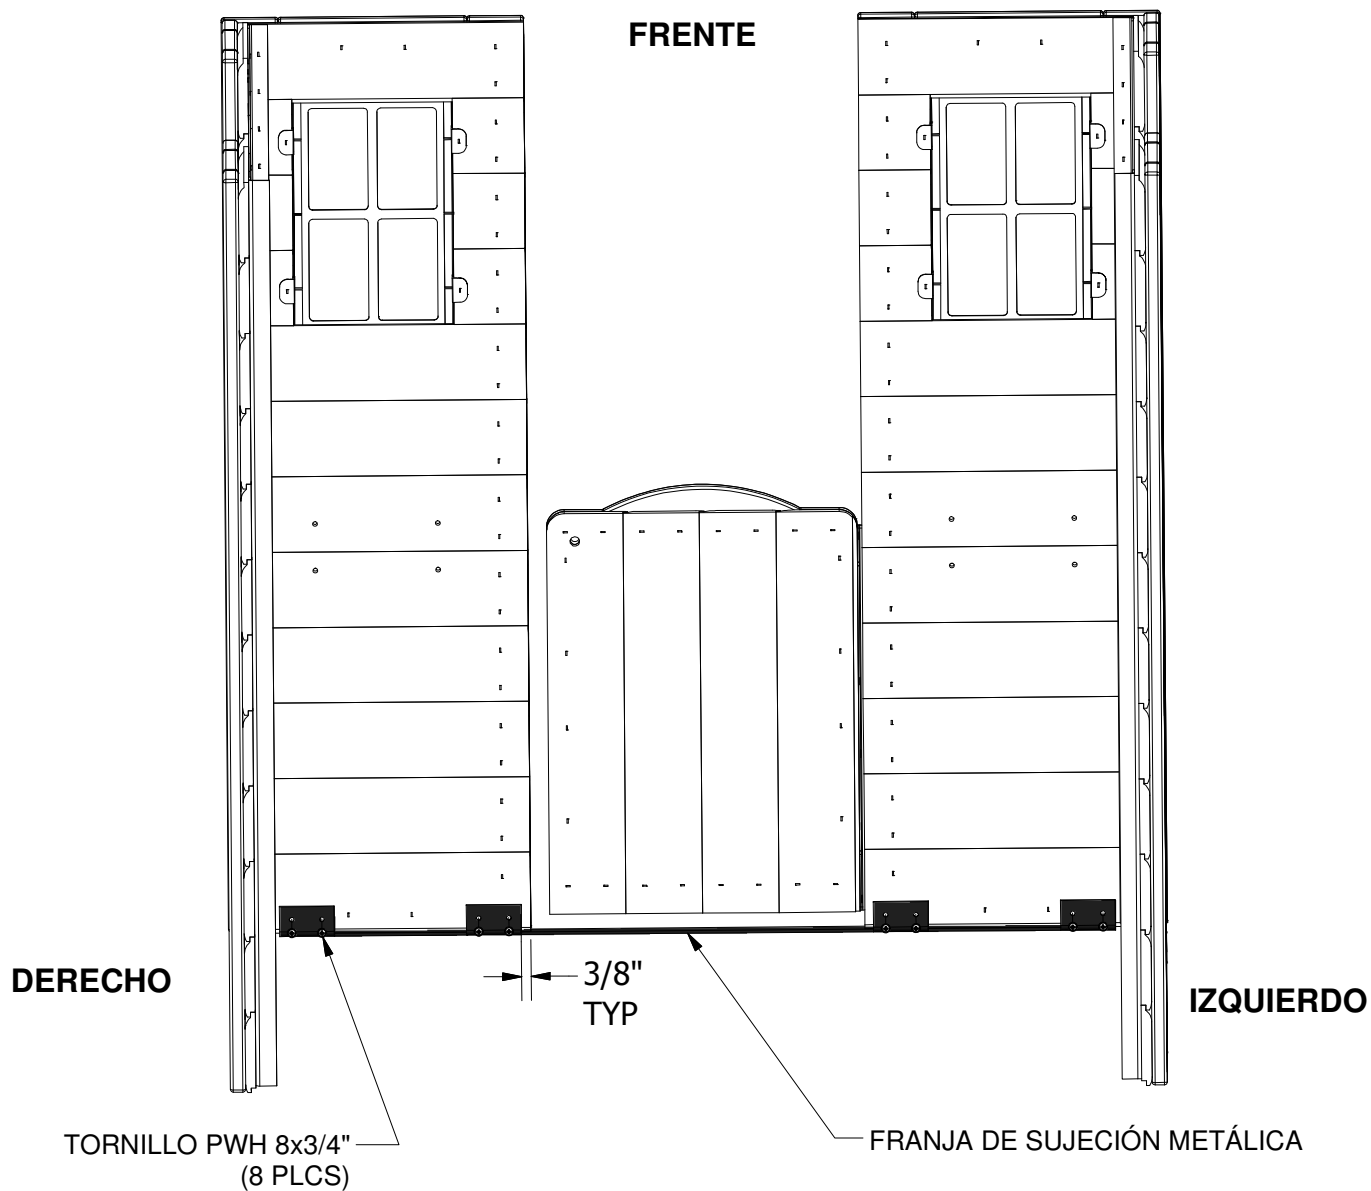 FRENTE
DERECHO
3/8"
TYP
IZQUIERDO
TORNILLO PWH 8x3/4"
(8 PLCS)
FRANJA DE SUJECIÓN METÁLICA